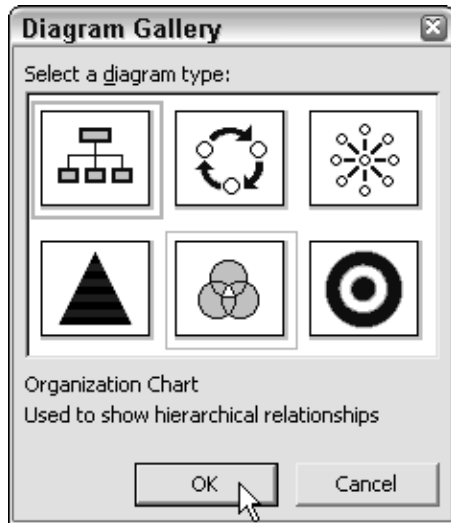 Diagram Gallery
Select a diagram type:
Organization Chart
Used to show hierarchical relationships
OK
Cancel